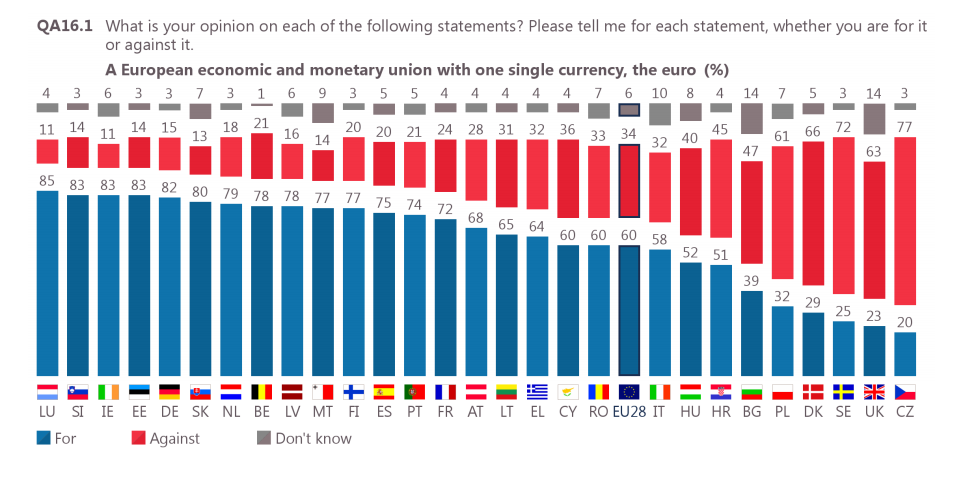 QA16.1 What is your opinion on each of the following statements? Please tell me for each statement, whether you are for it
or against it.
A European economic and monetary union with one single currency, the euro (%)
4 3 6 3 3 7 3 1 6 9 3 5 5 4 4 4 4 4 7 6 10 8 4 14 7 5 3 14 3
11 14 11 14 15 13 18 21 16 14 20 20 21 24 28 31 32 36 33 34 32 40 45 47 61 66 72 63 77
85 83 83 83 82 80 79 78 78 77 77 75 74 72 68 65 64 60 60 60 58 52 51 39 32 29 25 23 20
LU SI IE EE DE SK NL BE LV MT FI ES PT FR AT LT EL CY RO EU28 IT HU HR BG PL DK SE UK CZ
For Against Don't know